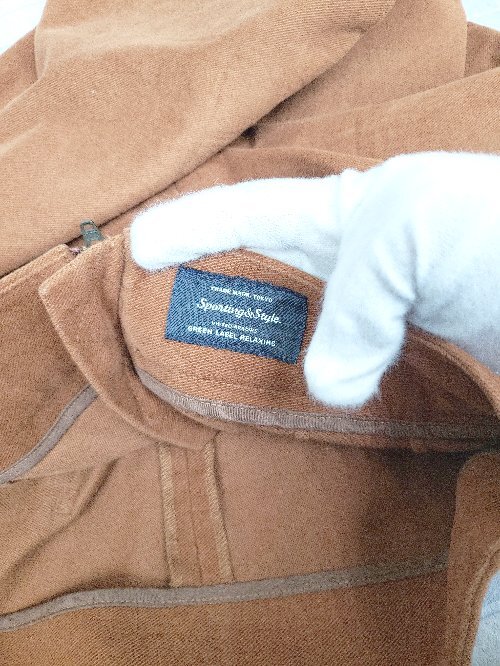 TRADE MARK, TOKYO
Sporting&Style.
GREEN LABEL RELAXING